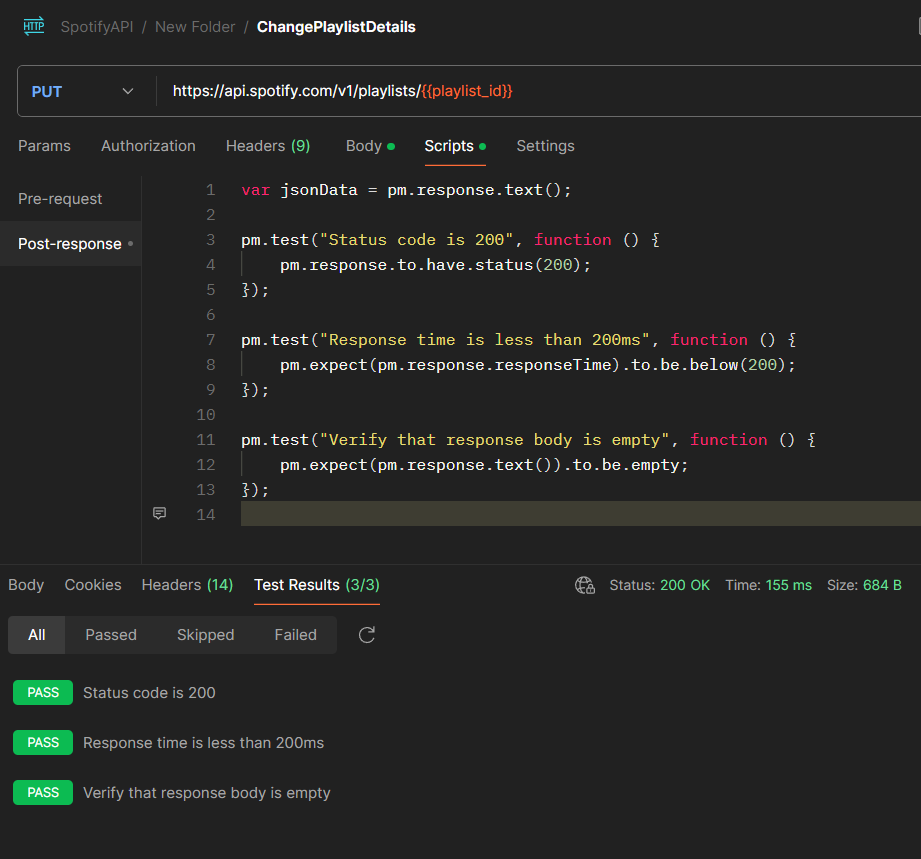 HTTP SpotifyAPI / New Folder / ChangePlaylistDetails
PUT https://api.spotify.com/v1/playlists/{{playlist_id}}
Params Authorization Headers (9) Body Scripts Settings
Pre-request
Post-response
1 var jsonData = pm.response.text();
2
3 pm.test("Status code is 200", function () {
4 pm.response.to.have.status(200);
5 });
6
7 pm.test("Response time is less than 200ms", function () {
8 pm.expect(pm.response.responseTime).to.be.below(200);
9 });
10
11 pm.test("Verify that response body is empty", function () {
12 pm.expect(pm.response.text()).to.be.empty;
13 });
14
Body Cookies Headers (14) Test Results (3/3) Status: 200 OK Time: 155 ms Size: 684 B
All Passed Skipped Failed
PASS Status code is 200
PASS Response time is less than 200ms
PASS Verify that response body is empty